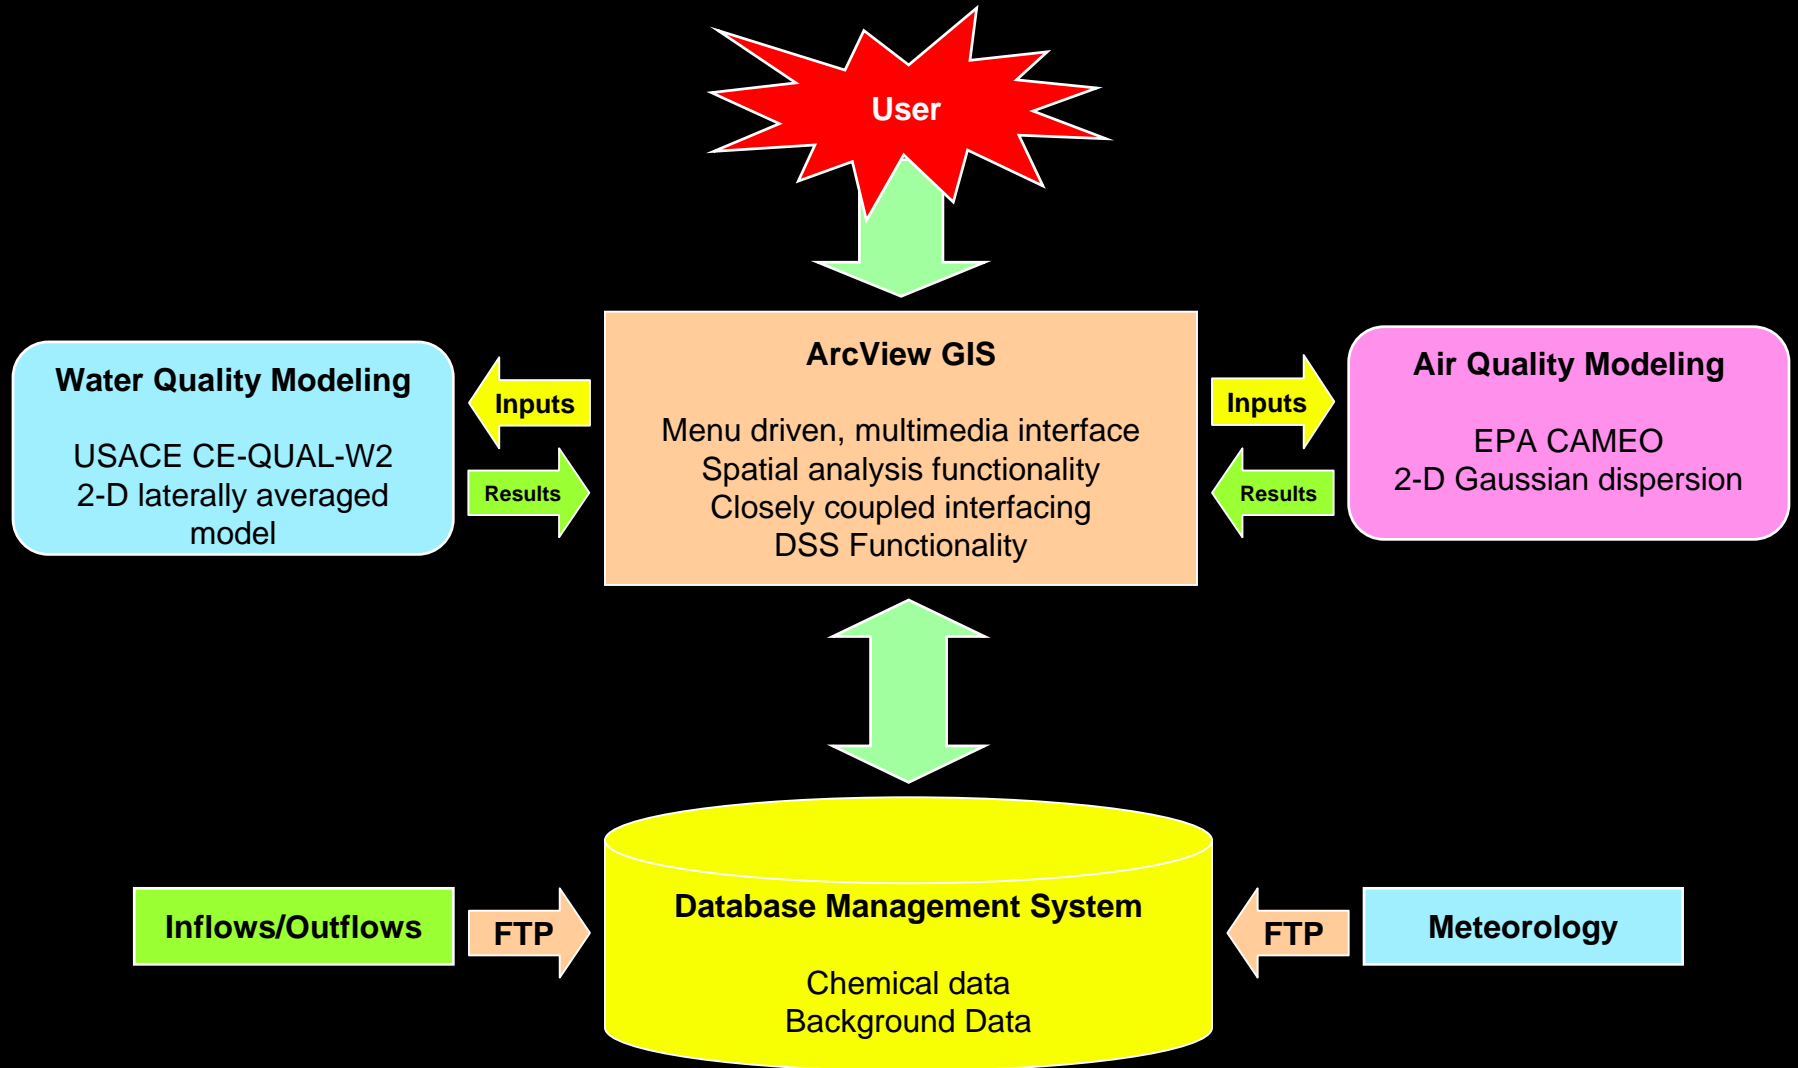 User
Water Quality Modeling
USACE CE-QUAL-W2
2-D laterally averaged
model
Inputs
Results
ArcView GIS
Menu driven, multimedia interface
Spatial analysis functionality
Closely coupled interfacing
DSS Functionality
Inputs
Results
Air Quality Modeling
EPA CAMEO
2-D Gaussian dispersion
Inflows/Outflows
FTP
Database Management System
Chemical data
Background Data
FTP
Meteorology